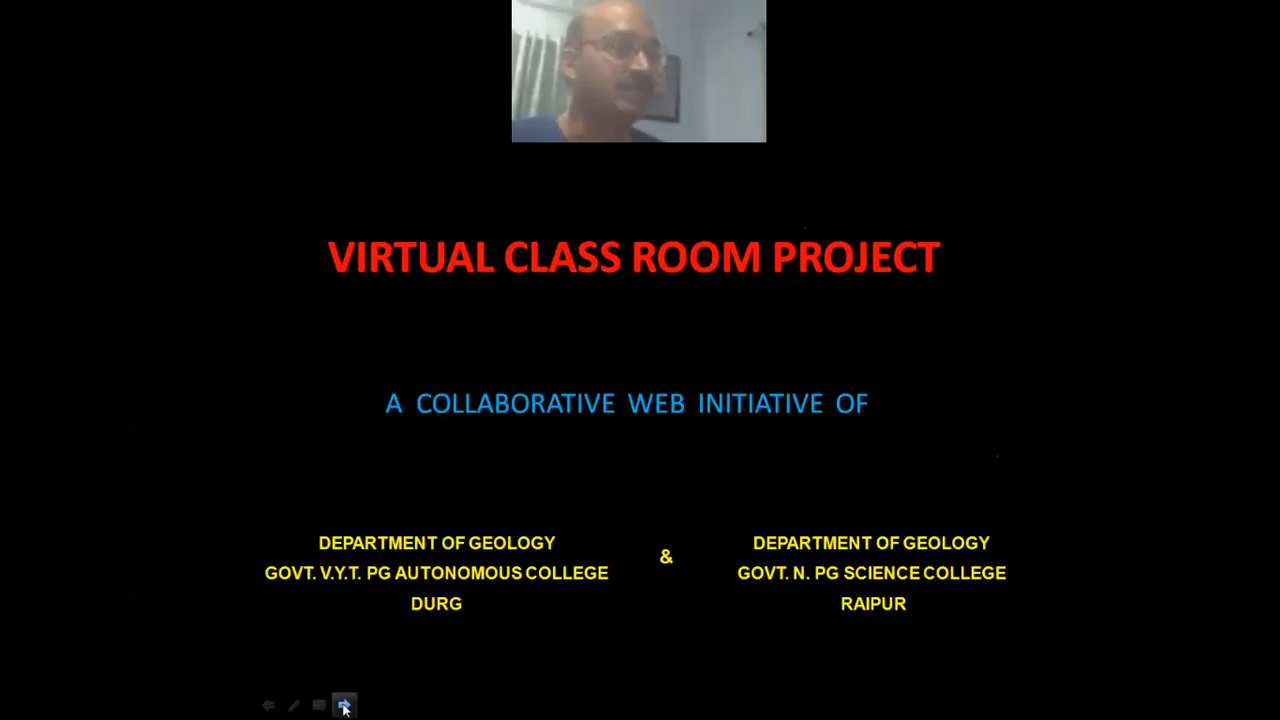 VIRTUAL CLASS ROOM PROJECT
A COLLABORATIVE WEB INITIATIVE OF
DEPARTMENT OF GEOLOGY
GOVT. V.Y.T. PG AUTONOMOUS COLLEGE
DURG
&
DEPARTMENT OF GEOLOGY
GOVT. N. PG SCIENCE COLLEGE
RAIPUR